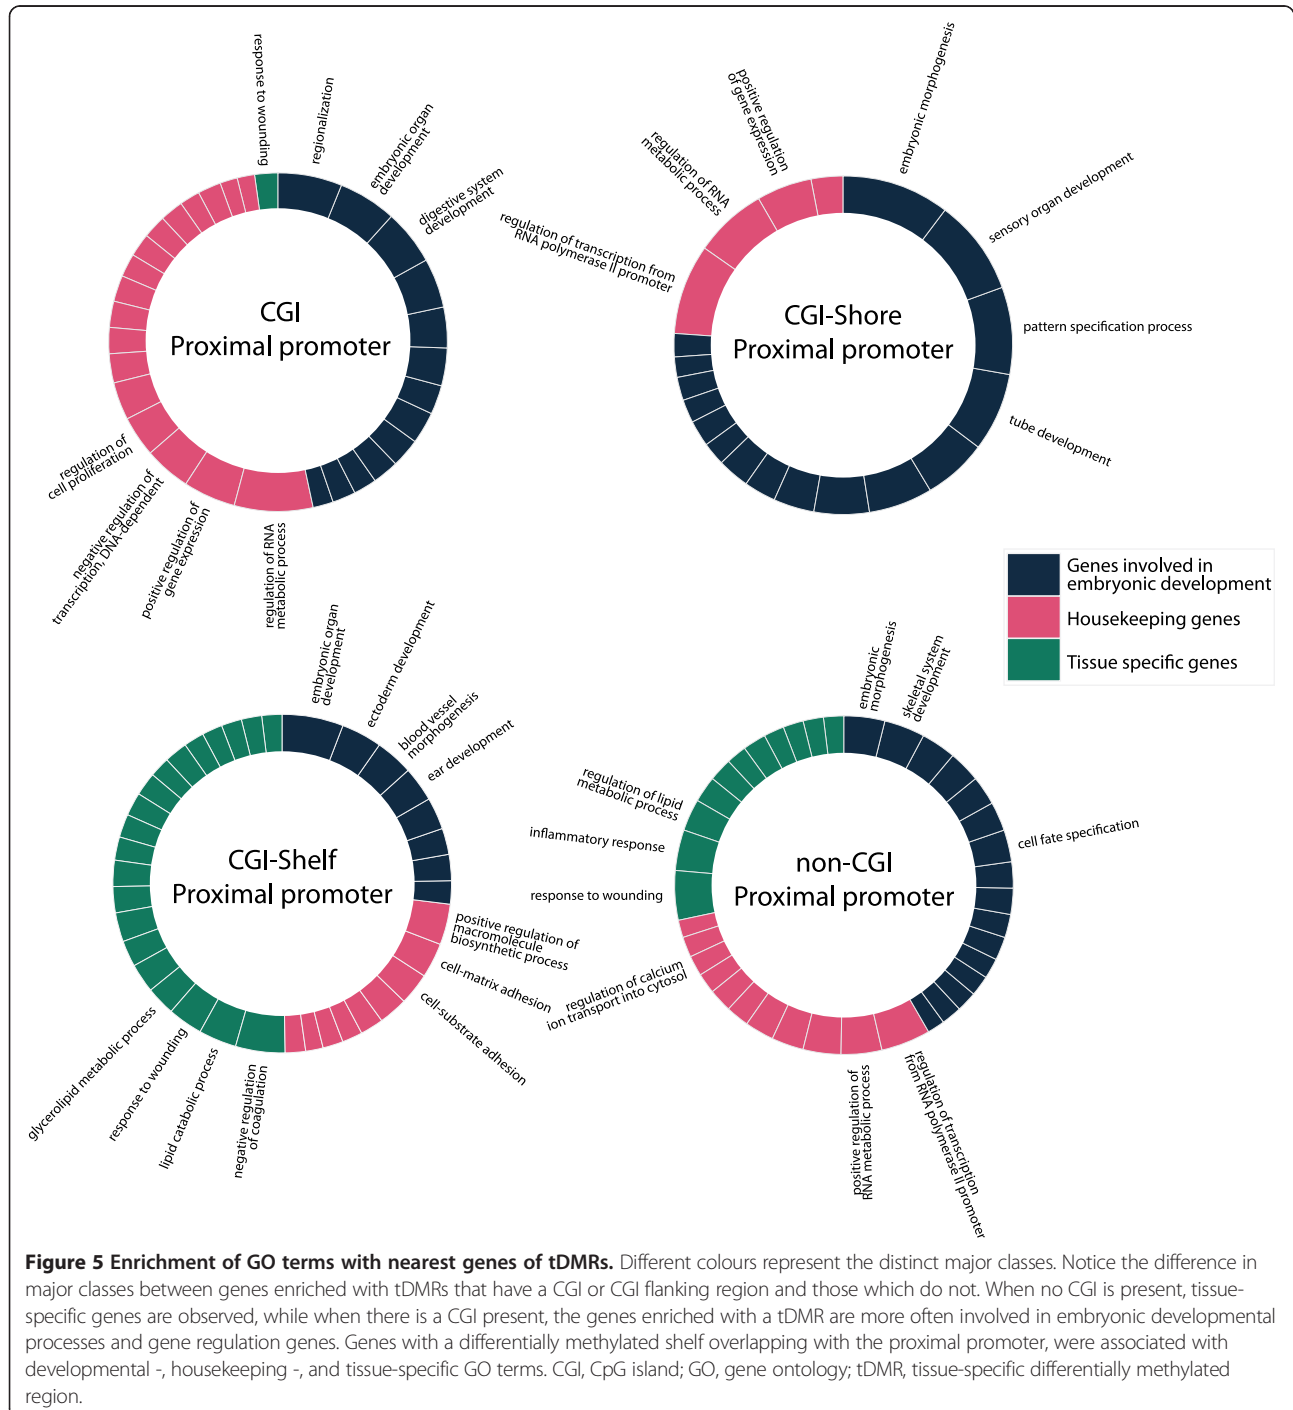 response to wounding
regionalization
embryonic organ
development
digestive system
development
CGI
Proximal promoter
regulation of
cell proliferation
negative regulation of
transcription, DNA-dependent
positive regulation of
gene expression
regulation of RNA
metabolic process
embryonic morphogenesis
positive regulation
of gene expression
regulation of RNA
metabolic process
regulation of transcription from
RNA polymerase II promoter
sensory organ development
pattern specification process
tube development
CGI-Shore
Proximal promoter
Genes involved in
embryonic development
Housekeeping genes
Tissue specific genes
embryonic organ
development
ectoderm development
blood vessel
morphogenesis
ear development
CGI-Shelf
Proximal promoter
positive regulation of
macromolecule
biosynthetic process
cell-matrix adhesion
cell-substrate adhesion
negative regulation
of coagulation
lipid catabolic process
response to wounding
glycerolipid metabolic process
embryonic
morphogenesis
skeletal system
development
cell fate specification
non-CGI
Proximal promoter
regulation of lipid
metabolic process
inflammatory response
response to wounding
regulation of calcium
ion transport into cytosol
positive regulation of
RNA metabolic process
regulation of transcription
from RNA polymerase II promoter
Figure 5 Enrichment of GO terms with nearest genes of tDMRs. Different colours represent the distinct major classes. Notice the difference in
major classes between genes enriched with tDMRs that have a CGI or CGI flanking region and those which do not. When no CGI is present, tissue-
specific genes are observed, while when there is a CGI present, the genes enriched with a tDMR are more often involved in embryonic developmental
processes and gene regulation genes. Genes with a differentially methylated shelf overlapping with the proximal promoter, were associated with
developmental -, housekeeping -, and tissue-specific GO terms. CGI, CpG island; GO, gene ontology; tDMR, tissue-specific differentially methylated
region.